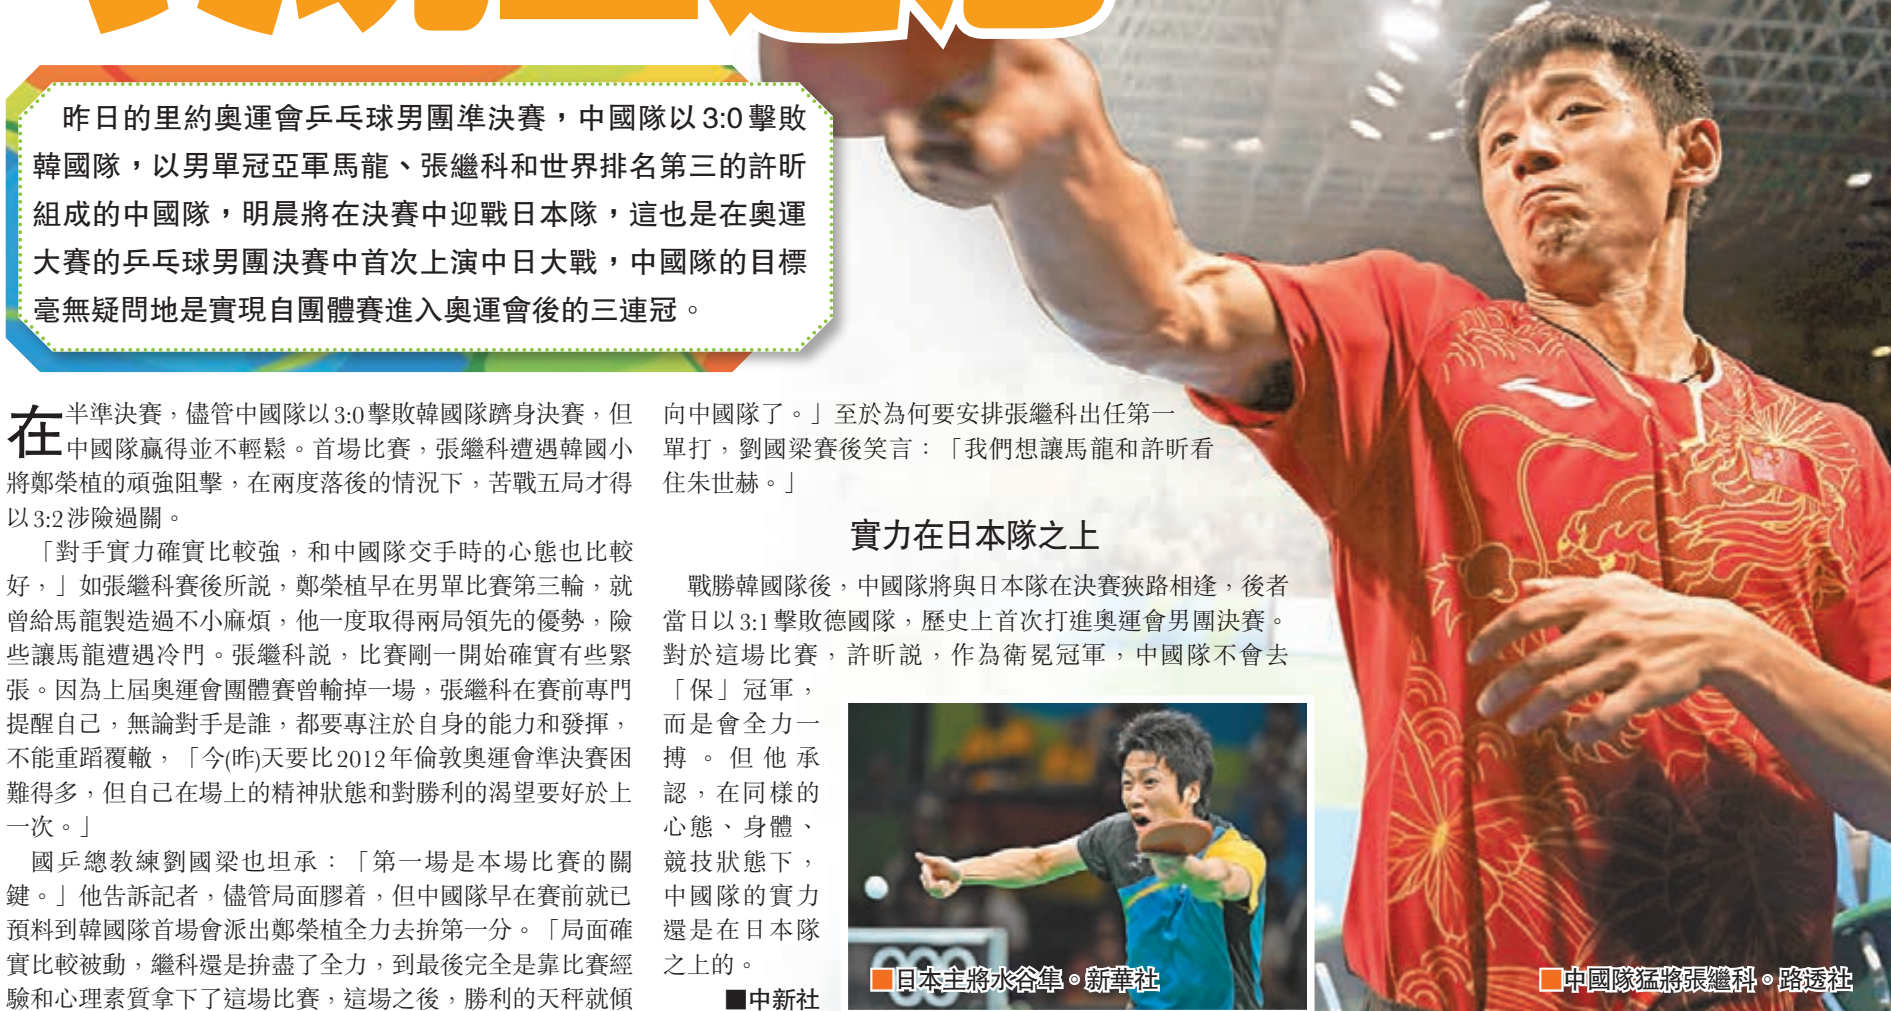 昨日的里約奧運會乒乓球男團準決賽，中國隊以3:0擊敗
韓國隊，以男單冠亞軍馬龍、張繼科和世界排名第三的許昕
組成的中國隊，明晨將在決賽中迎戰日本隊，這也是在奧運
大賽的乒乓球男團決賽中首次上演中日大戰，中國隊的目標
毫無疑問地是實現自團體賽進入奧運會後的三連冠。
在半準決賽，儘管中國隊以3:0擊敗韓國隊躋身決賽，但
中國隊贏得並不輕鬆。首場比賽，張繼科遭遇韓國小
將鄭榮植的頑強阻擊，在兩度落後的情況下，苦戰五局才得
以3:2涉險過關。
「對手實力確實比較強，和中國隊交手時的心態也比較
好，」如張繼科賽後所説，鄭榮植早在男單比賽第三輪，就
曾給馬龍製造過不小麻煩，他一度取得兩局領先的優勢，險
些讓馬龍遭遇冷門。張繼科説，比賽剛一開始確實有些緊
張。因為上屆奧運會團體賽曾輸掉一場，張繼科在賽前專門
提醒自己，無論對手是誰，都要專注於自身的能力和發揮，
不能重蹈覆轍，「今(昨)天要比2012年倫敦奧運會準決賽困
難得多，但自己在場上的精神狀態和對勝利的渴望要好於上
一次。」
國乒總教練劉國梁也坦承：「第一場是本場比賽的關
鍵。」他告訴記者，儘管局面膠着，但中國隊早在賽前就已
預料到韓國隊首場會派出鄭榮植全力去拚第一分。「局面確
實比較被動，繼科還是拚盡了全力，到最後完全是靠比賽經
驗和心理素質拿下了這場比賽，這場之後，勝利的天秤就傾
向中國隊了。」至於為何要安排張繼科出任第一
單打，劉國梁賽後笑言：「我們想讓馬龍和許昕看
住朱世赫。」
實力在日本隊之上
戰勝韓國隊後，中國隊將與日本隊在決賽狹路相逢，後者
當日以3:1擊敗德國隊，歷史上首次打進奧運會男團決賽。
對於這場比賽，許昕説，作為衛冕冠軍，中國隊不會去
「保」冠軍，
而是會全力一
搏。但他承
認，在同樣的
心態、身體、
競技狀態下，
中國隊的實力
還是在日本隊
之上的。
■中新社
■日本主將水谷隼。新華社
■中國隊猛將張繼科。路透社